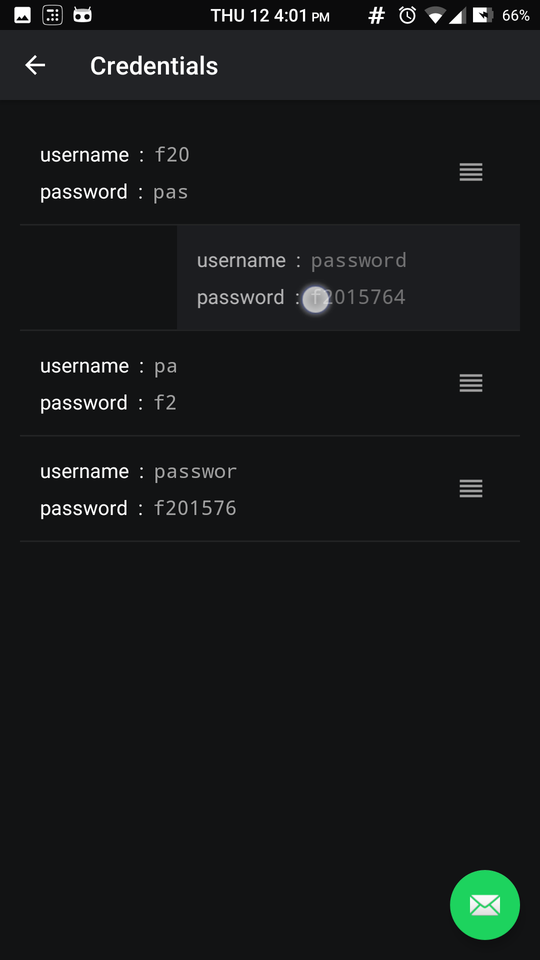 # THU 12 4:01 PM 66%
Credentials
username : f20
password : pas
username : password
password : f2015764
username : pa
password : f2
username : passwor
password : f201576